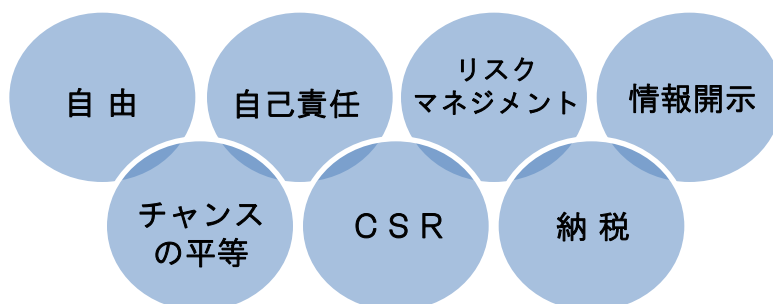 自 由
自己責任
リスク
マネジメント
情報開示
チャンス
の平等
ＣＳＲ
納 税